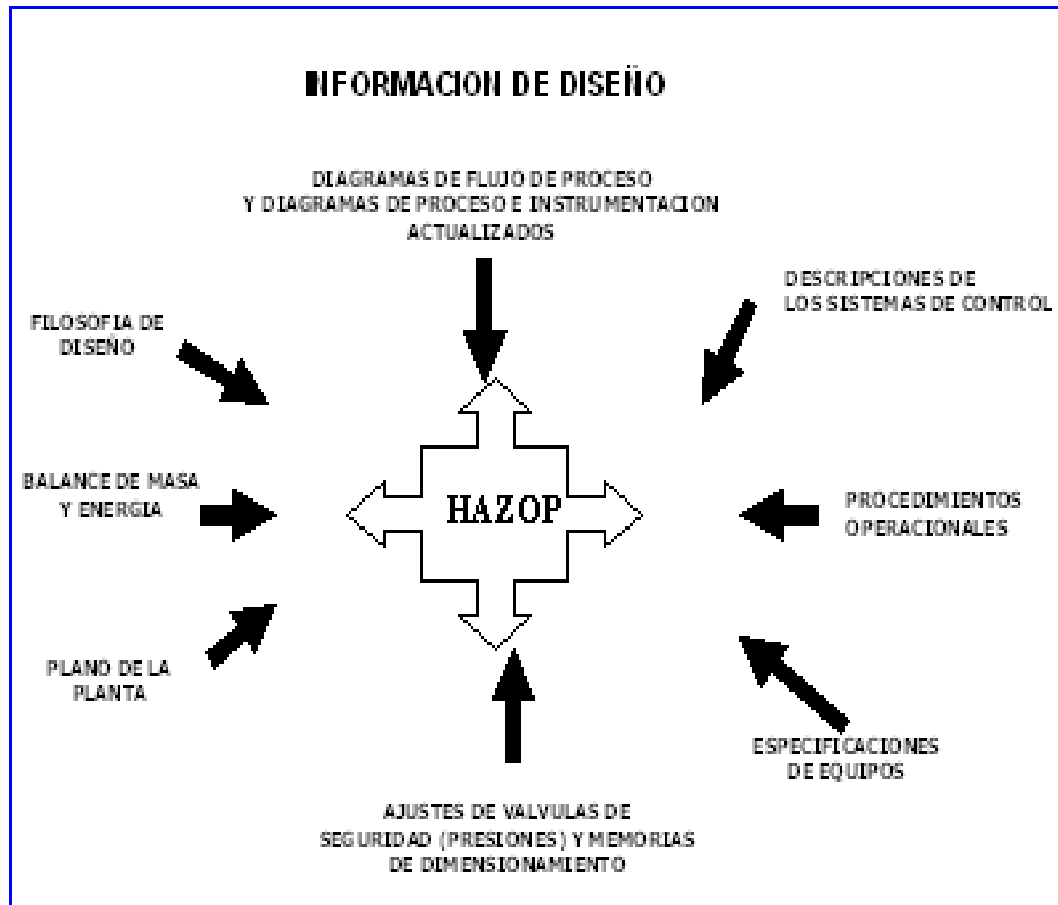 INFORMACION DE DISEÑO
DIAGRAMAS DE FLUJO DE PROCESO
Y DIAGRAMAS DE PROCESO E INSTRUMENTACION
ACTUALIZADOS
DESCRIPCIONES DE
LOS SISTEMAS DE CONTROL
FILOSOFIA DE
DISEÑO
BALANCE DE MASA
Y ENERGIA
HAZOP
PROCEDIMIENTOS
OPERACIONALES
PLANO DE LA
PLANTA
ESPECIFICACIONES
DE EQUIPOS
AJUSTES DE VALVULAS DE
SEGURIDAD (PRESIONES) Y MEMORIAS
DE DIMENSIONAMIENTO